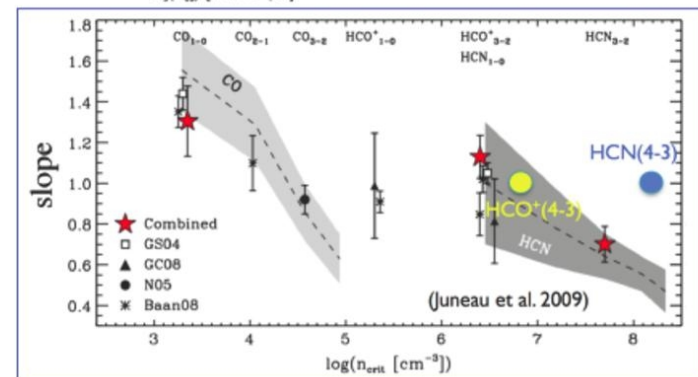 CO₁₋₀ CO₂₋₁ CO₃₋₂ HCO⁺₁₋₀ HCO⁺₃₋₂ HCN₃₋₂
HCN₁₋₀
1.8
1.6
1.4
1.2
1.0
0.8
0.6
0.4
slope
CO
HCN(4-3)
HCO⁺(4-3)
HCN
Combined
GS04
GC08
N05
Baan08
(Juneau et al. 2009)
3 4 5 6 7 8
log(n_crit [cm⁻³])